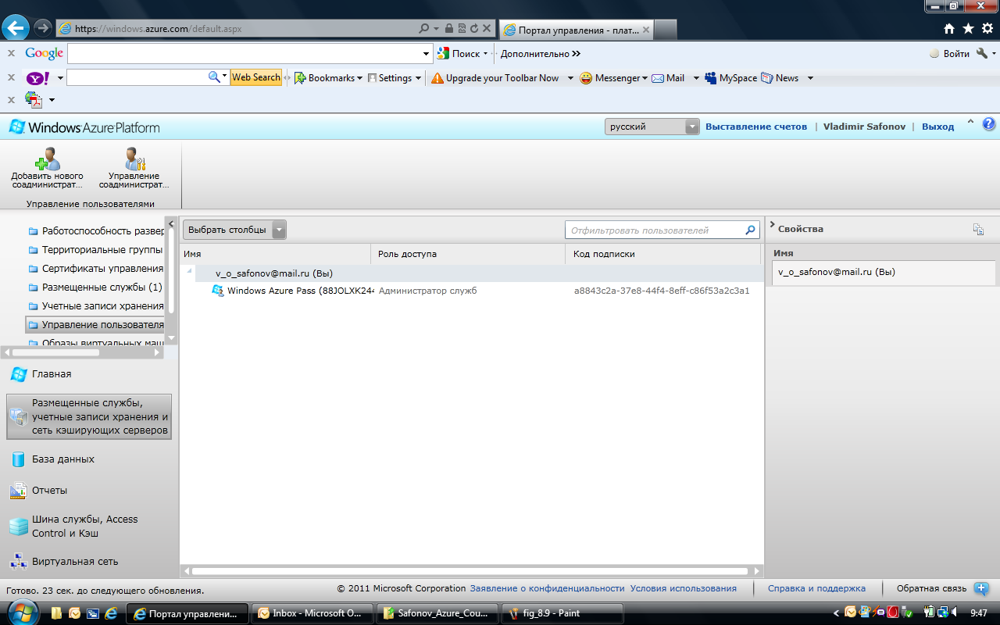 https://windows.azure.com/default.aspx
Портал управления - плат...
Google
Поиск
Дополнительно
Войти
Y!
Web Search
Bookmarks
Settings
Upgrade your Toolbar Now
Messenger
Mail
MySpace
News
Windows Azure Platform
русский
Выставление счетов | Vladimir Safonov | Выход
Добавить нового
соадминистрат...
Управление
соадминистрат...
Управление пользователями
Работоспособность развер
Территориальные группы
Сертификаты управления
Размещенные службы (1)
Учетные записи хранения
Управление пользователя
Образы виртуальных маш
Главная
Размещенные службы,
учетные записи хранения и
сеть кэширующих серверов
База данных
Отчеты
Шина службы, Access
Control и Кэш
Виртуальная сеть
Выбрать столбцы
Отфильтровать пользователей
Имя
Роль доступа
Код подписки
v_o_safonov@mail.ru (Вы)
Windows Azure Pass (88JOLXK244
Администратор служб
a8843c2a-37e8-44f4-8eff-c86f53a2c3a1
Свойства
Имя
v_o_safonov@mail.ru (Вы)
Готово. 23 сек. до следующего обновления.
© 2011 Microsoft Corporation Заявление о конфиденциальности Условия использования
Справка и поддержка
Обратная связь
Портал управлени...
Inbox - Microsoft O...
Safonov_Azure_Cou...
fig_8.9 - Paint
9:47